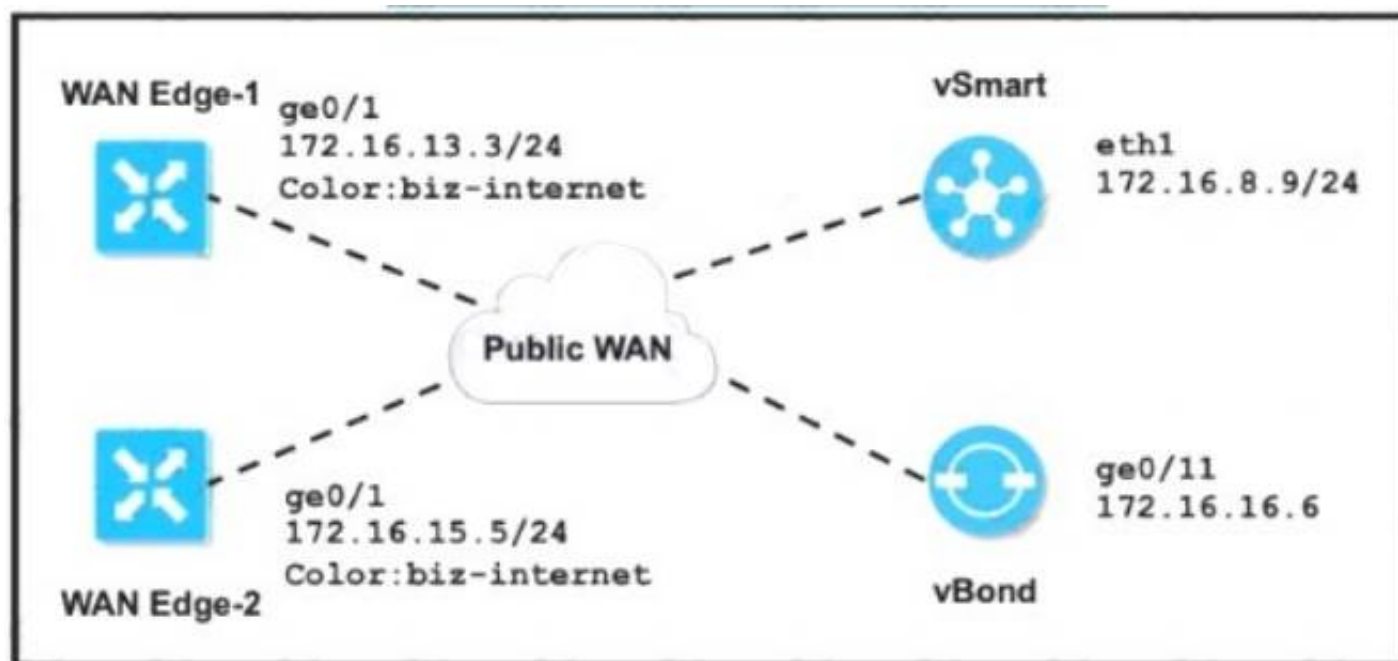 WAN Edge-1
ge0/1
172.16.13.3/24
Color:biz-internet
vSmart
eth1
172.16.8.9/24
Public WAN
ge0/1
172.16.15.5/24
Color:biz-internet
WAN Edge-2
ge0/11
172.16.16.6
vBond